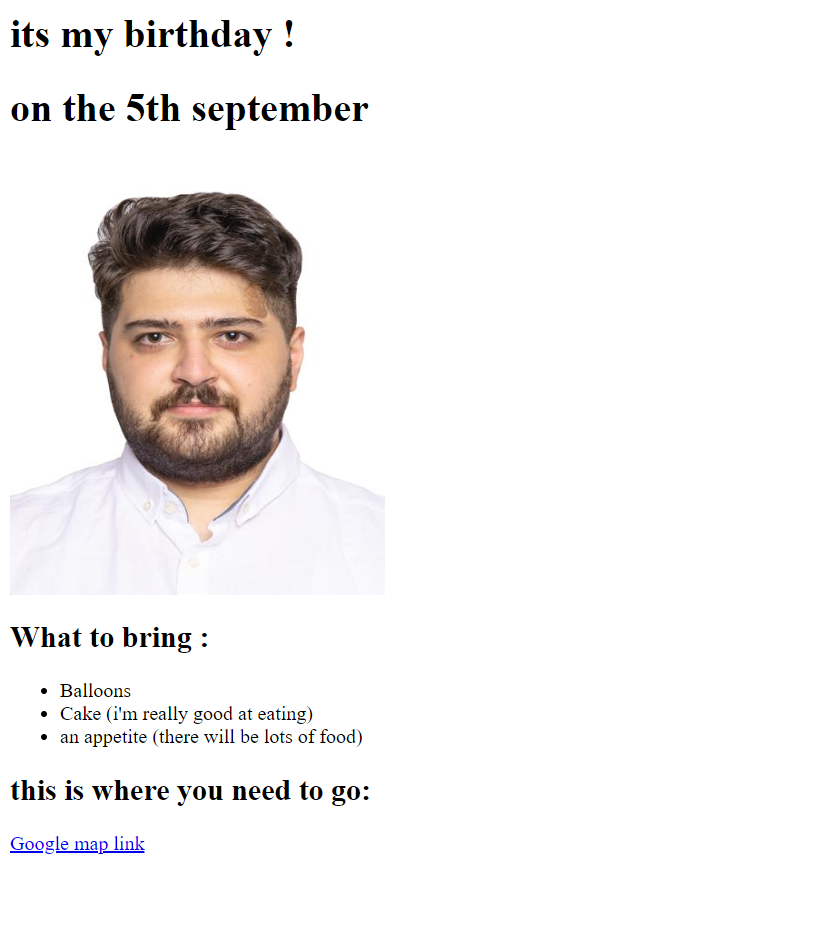 its my birthday !
on the 5th september
What to bring :
Balloons
Cake (i'm really good at eating)
an appetite (there will be lots of food)
this is where you need to go:
Google map link